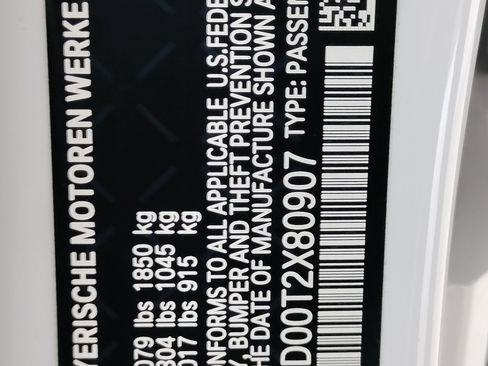 YERISCHE MOTOREN WERKE
079 lbs 1850 kg
304 lbs 1045 kg
017 lbs 915 kg
ONFORMS TO ALL APPLICABLE U.S.FEDE
Y, BUMPER AND THEFT PREVENTION S
HE DATE OF MANUFACTURE SHOWN A
D00T2X80907 TYPE: PASSEN